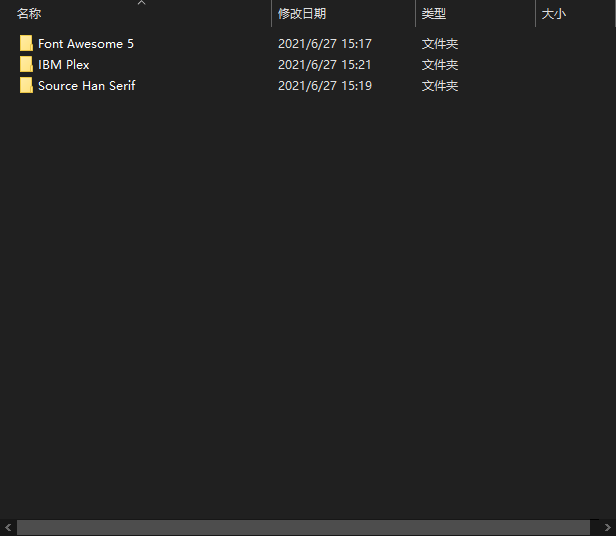 名称 修改日期 类型 大小
Font Awesome 5 2021/6/27 15:17 文件夹
IBM Plex 2021/6/27 15:21 文件夹
Source Han Serif 2021/6/27 15:19 文件夹